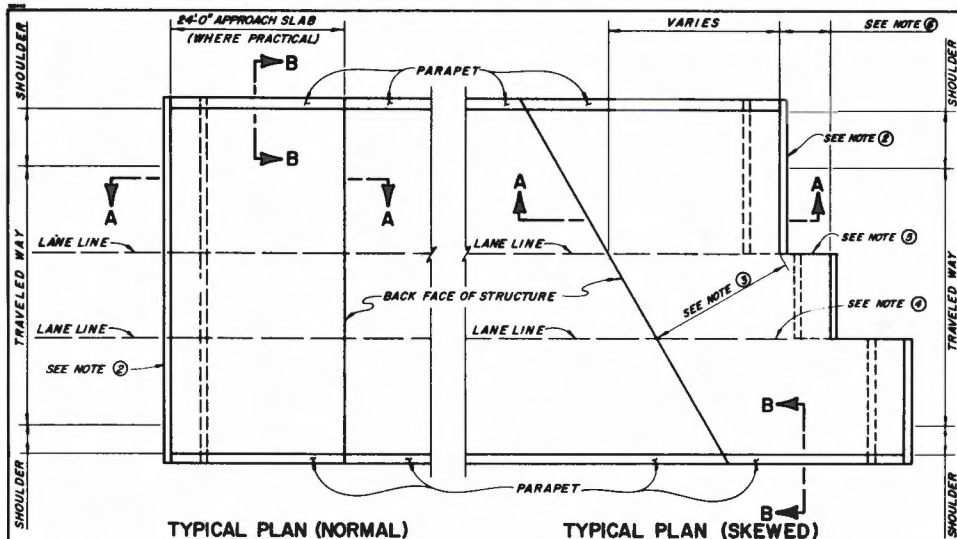 24'-0" APPROACH SLAB
(WHERE PRACTICAL)
VARIES
SEE NOTE ⑥
SHOULDER
SHOULDER
B
PARAPET
B
SEE NOTE ②
A
A
A
A
TRAVELED WAY
LANE LINE
LANE LINE
SEE NOTE ⑤
TRAVELED WAY
BACK FACE OF STRUCTURE
SEE NOTE ③
SEE NOTE ④
LANE LINE
LANE LINE
SEE NOTE ②
B
SHOULDER
PARAPET
B
SHOULDER
TYPICAL PLAN (NORMAL)
TYPICAL PLAN (SKEWED)